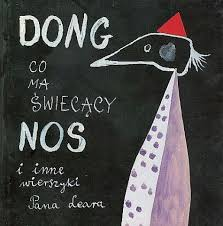 DONG
CO
MA
ŚWIECĄCY
NOS
i inne
wierszyki
Pana Leara